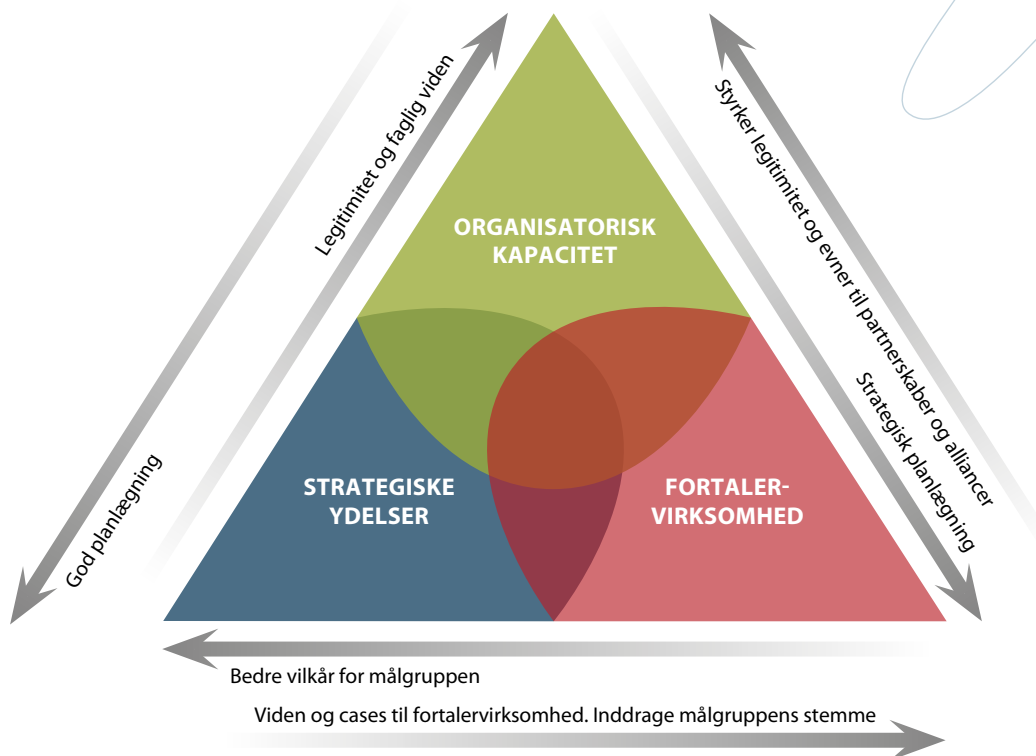 Legitimitet og faglig viden
Styrker legitimitet og evner til partnerskaber og alliancer
ORGANISATORISK
KAPACITET
God planlægning
Strategisk planlægning
STRATEGISKE
YDELSER
FORTALER-
VIRKSOMHED
Bedre vilkår for målgruppen
Viden og cases til fortalervirksomhed. Inddrage målgruppens stemme